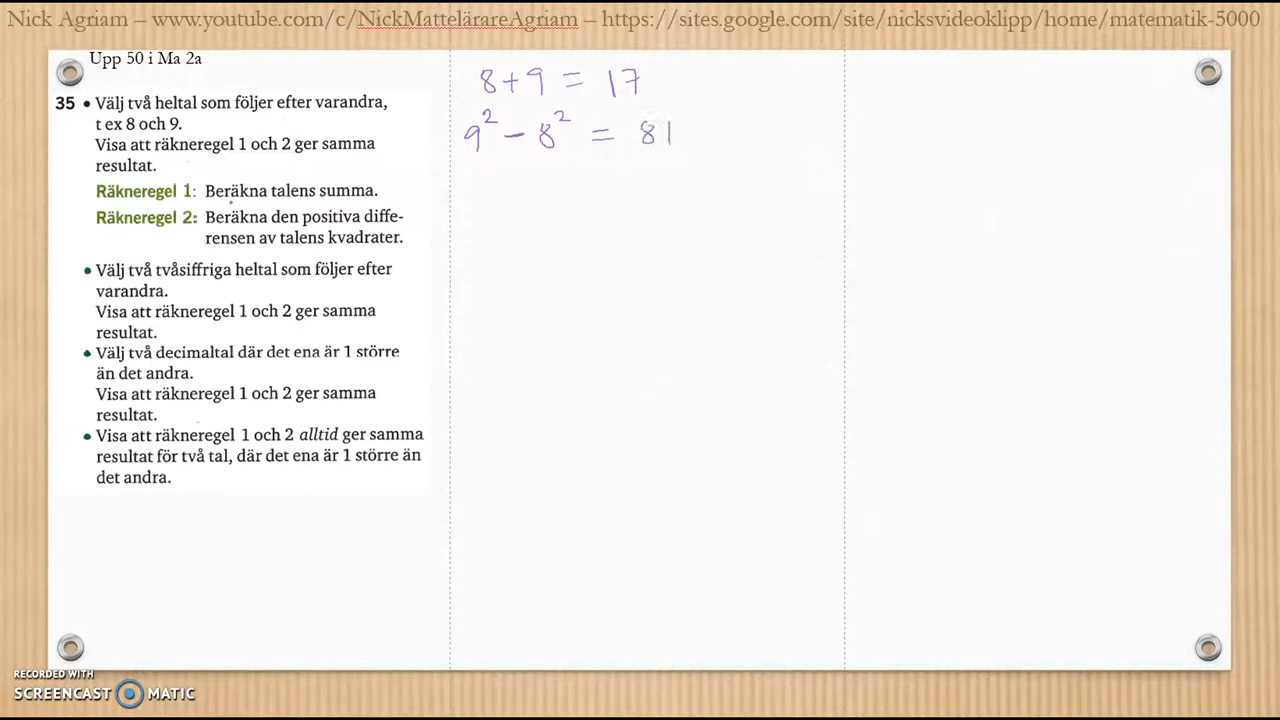 Nick Agriam – www.youtube.com/c/NickMattelärareAgriam – https://sites.google.com/site/nicksvideoklipp/home/matematik-5000
Upp 50 i Ma 2a
35 • Välj två heltal som följer efter varandra,
t ex 8 och 9.
Visa att räkneregel 1 och 2 ger samma
resultat.
Räkneregel 1: Beräkna talens summa.
Räkneregel 2: Beräkna den positiva diffe-
rensen av talens kvadrater.
• Välj två tvåsiffriga heltal som följer efter
varandra.
Visa att räkneregel 1 och 2 ger samma
resultat.
• Välj två decimaltal där det ena är 1 större
än det andra.
Visa att räkneregel 1 och 2 ger samma
resultat.
• Visa att räkneregel 1 och 2 alltid ger samma
resultat för två tal, där det ena är 1 större än
det andra.
8+9 = 17
9² – 8² = 81
RECORDED WITH
SCREENCAST MATIC